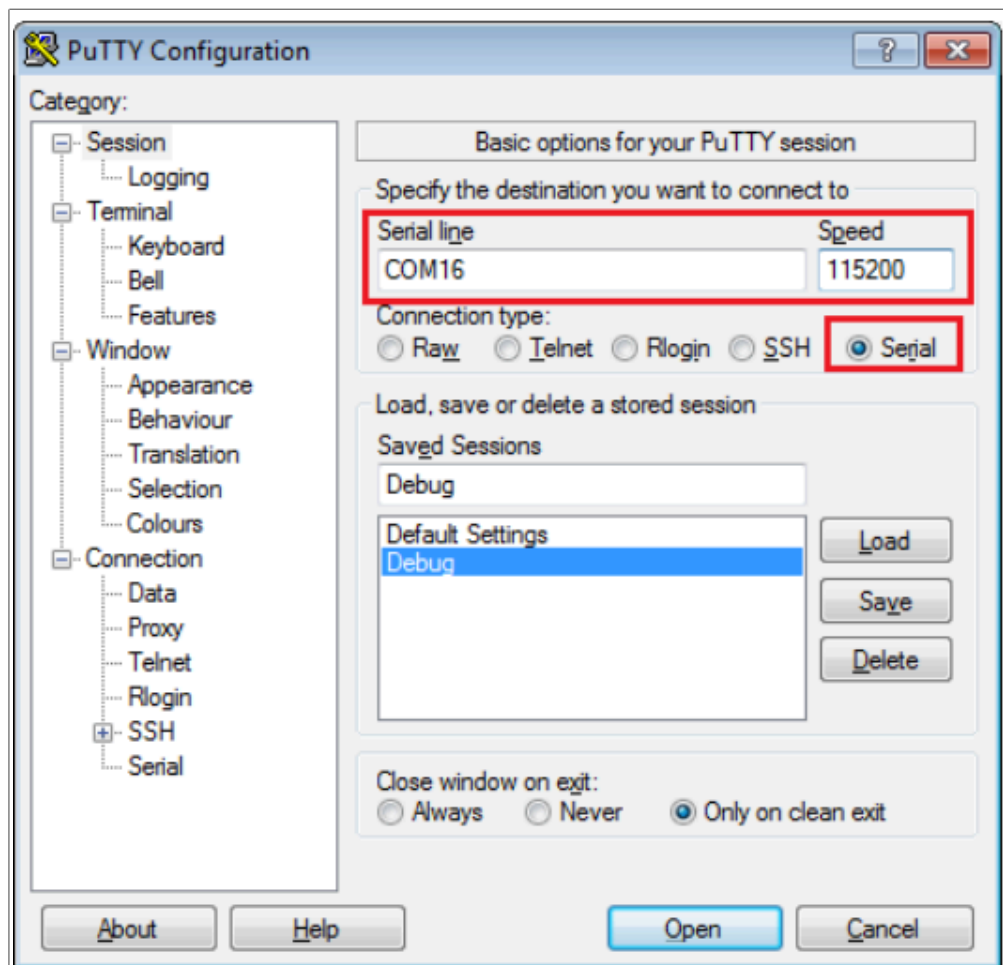 PuTTY Configuration
Category:
Session
Logging
Terminal
Keyboard
Bell
Features
Window
Appearance
Behaviour
Translation
Selection
Colours
Connection
Data
Proxy
Telnet
Rlogin
SSH
Serial
Basic options for your PuTTY session
Specify the destination you want to connect to
Serial line Speed
COM16 115200
Connection type:
Raw Telnet Rlogin SSH Serial
Load, save or delete a stored session
Saved Sessions
Debug
Default Settings
Debug
Load
Save
Delete
Close window on exit:
Always Never Only on clean exit
About Help Open Cancel